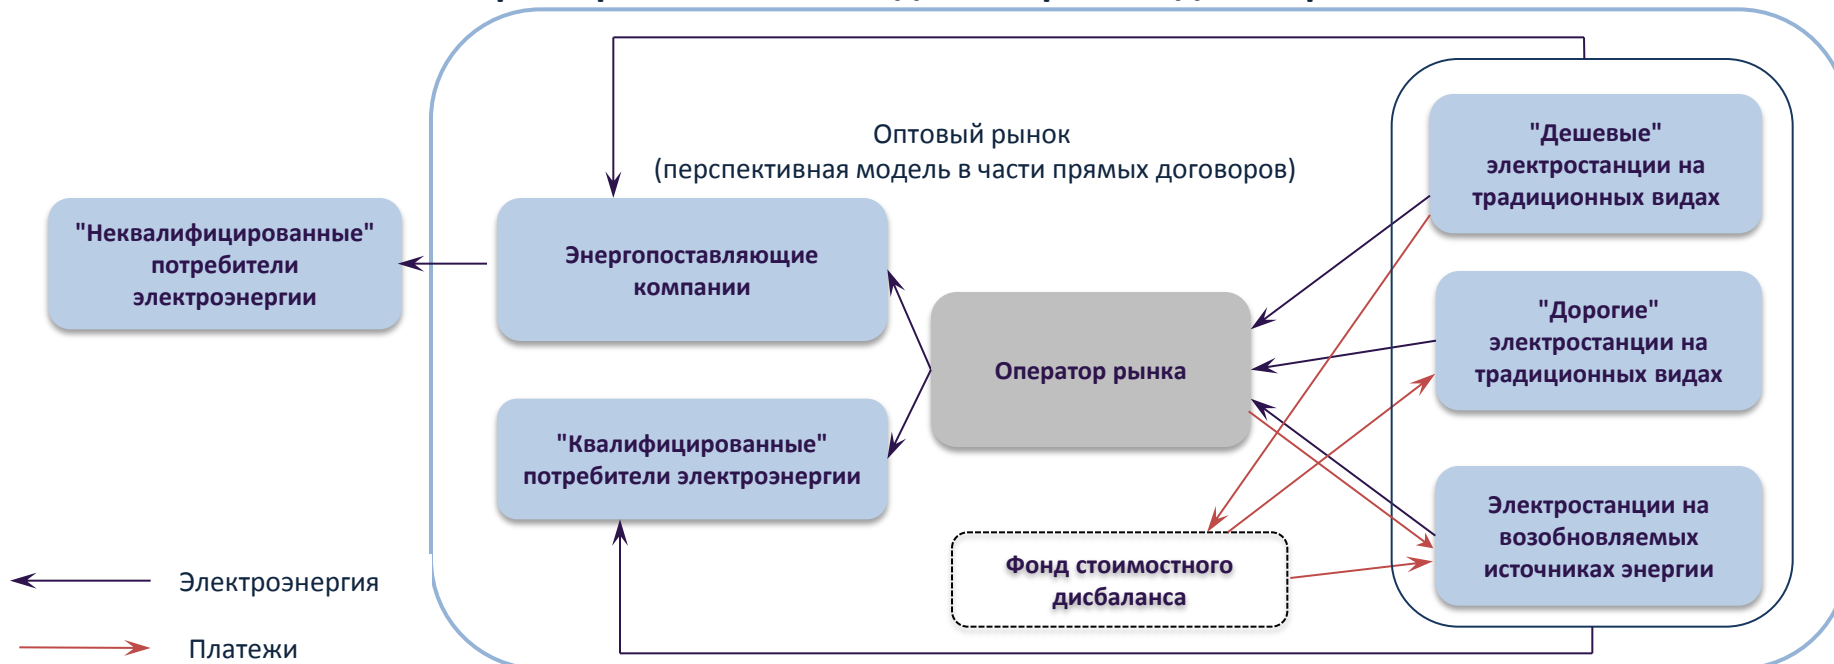 Оптовый рынок
(перспективная модель в части прямых договоров)
"Дешевые"
электростанции на
традиционных видах
"Неквалифицированные"
потребители
электроэнергии
Энергопоставляющие
компании
"Дорогие"
электростанции на
традиционных видах
Оператор рынка
"Квалифицированные"
потребители электроэнергии
Электростанции на
возобновляемых
источниках энергии
Фонд стоимостного
дисбаланса
Электроэнергия
Платежи